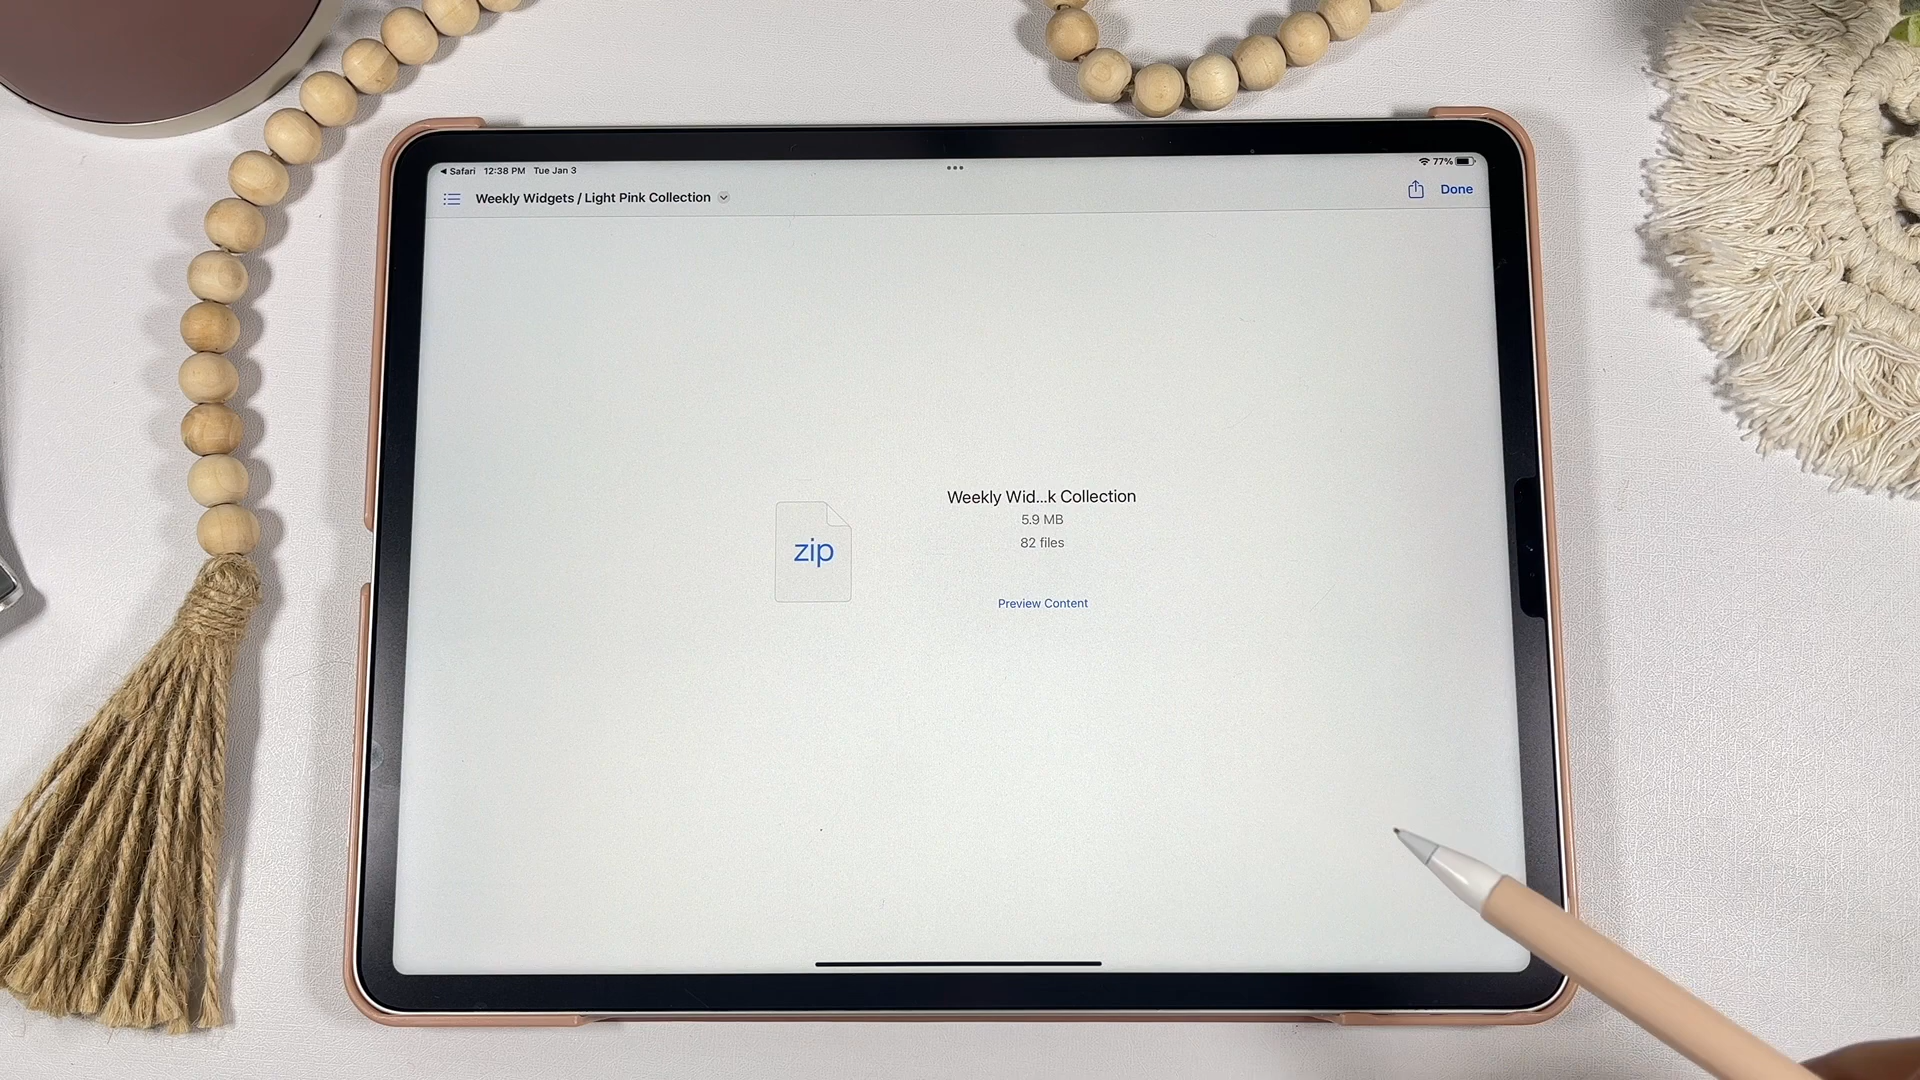 ◀ Safari 12:38 PM Tue Jan 3
77%
Weekly Widgets / Light Pink Collection
Done
zip
Weekly Wid...k Collection
5.9 MB
82 files
Preview Content